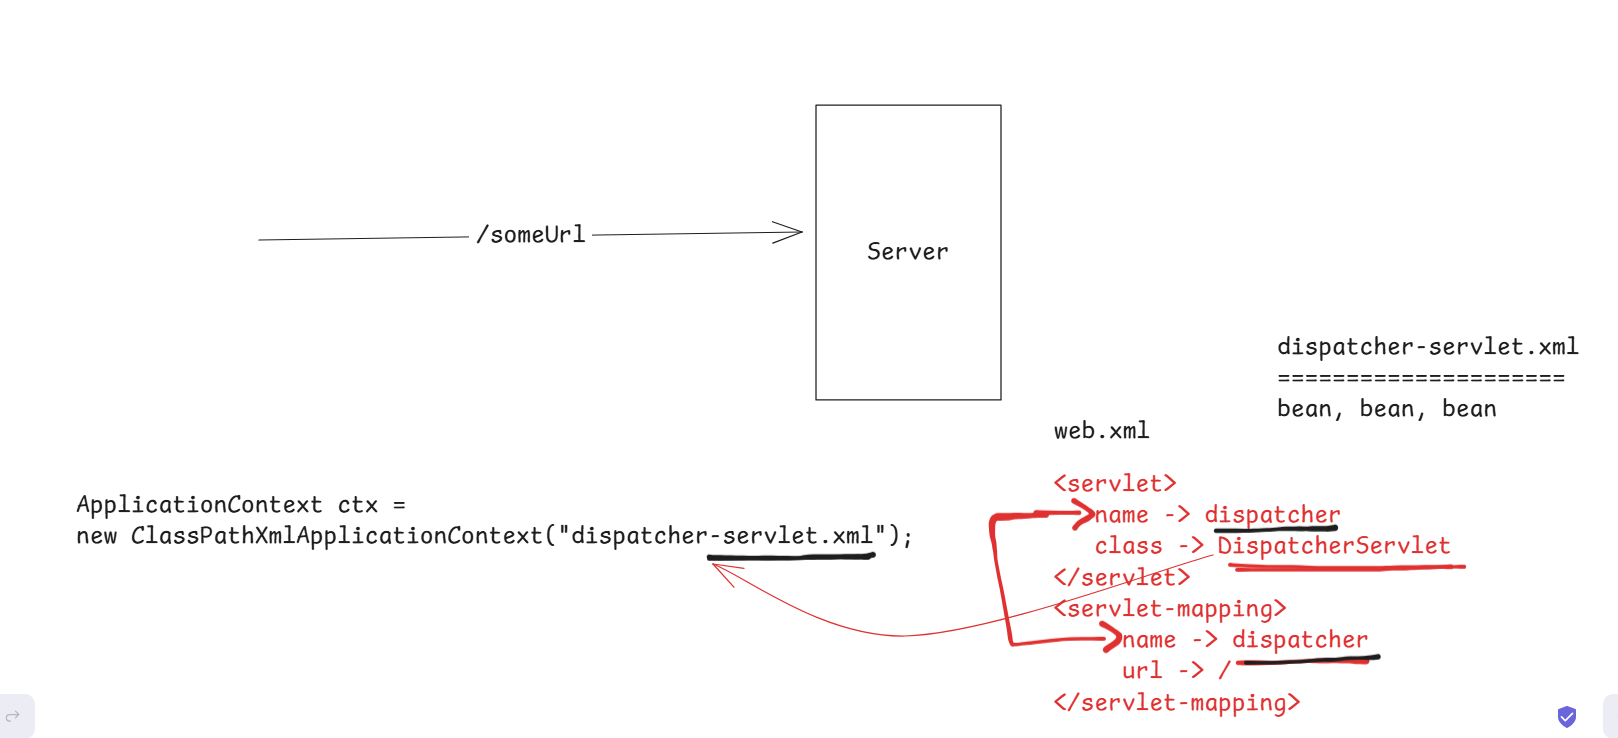 /someUrl
Server
dispatcher-servlet.xml
=====================
bean, bean, bean
web.xml
<servlet>
name -> dispatcher
class -> DispatcherServlet
</servlet>
<servlet-mapping>
name -> dispatcher
url -> /
</servlet-mapping>
ApplicationContext ctx =
new ClassPathXmlApplicationContext("dispatcher-servlet.xml");